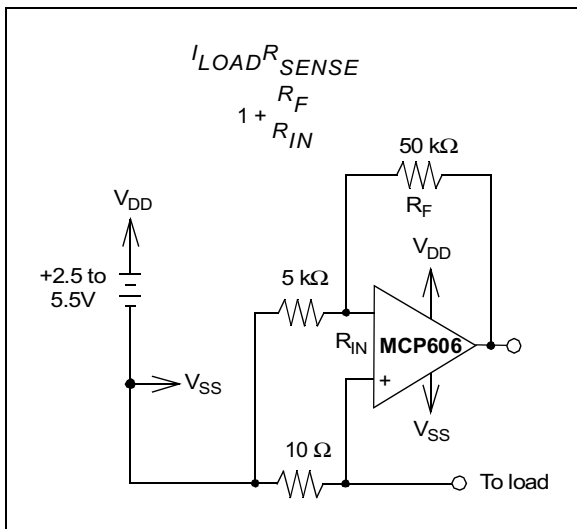 I_LOAD R_SENSE
1 + R_F
R_IN
50 kΩ
R_F
V_DD
V_DD
+2.5 to
5.5V
5 kΩ
R_IN
MCP606
+
V_SS
V_SS
10 Ω
To load